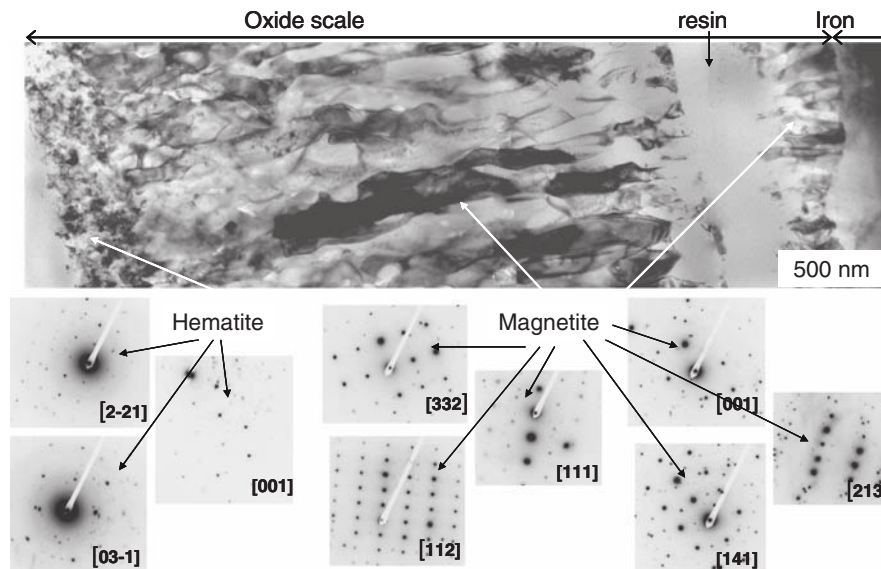 Oxide scale resin Iron
500 nm
Hematite Magnetite
[2-21] [332] [001]
[001] [111] [213
[03-1] [112] [141]